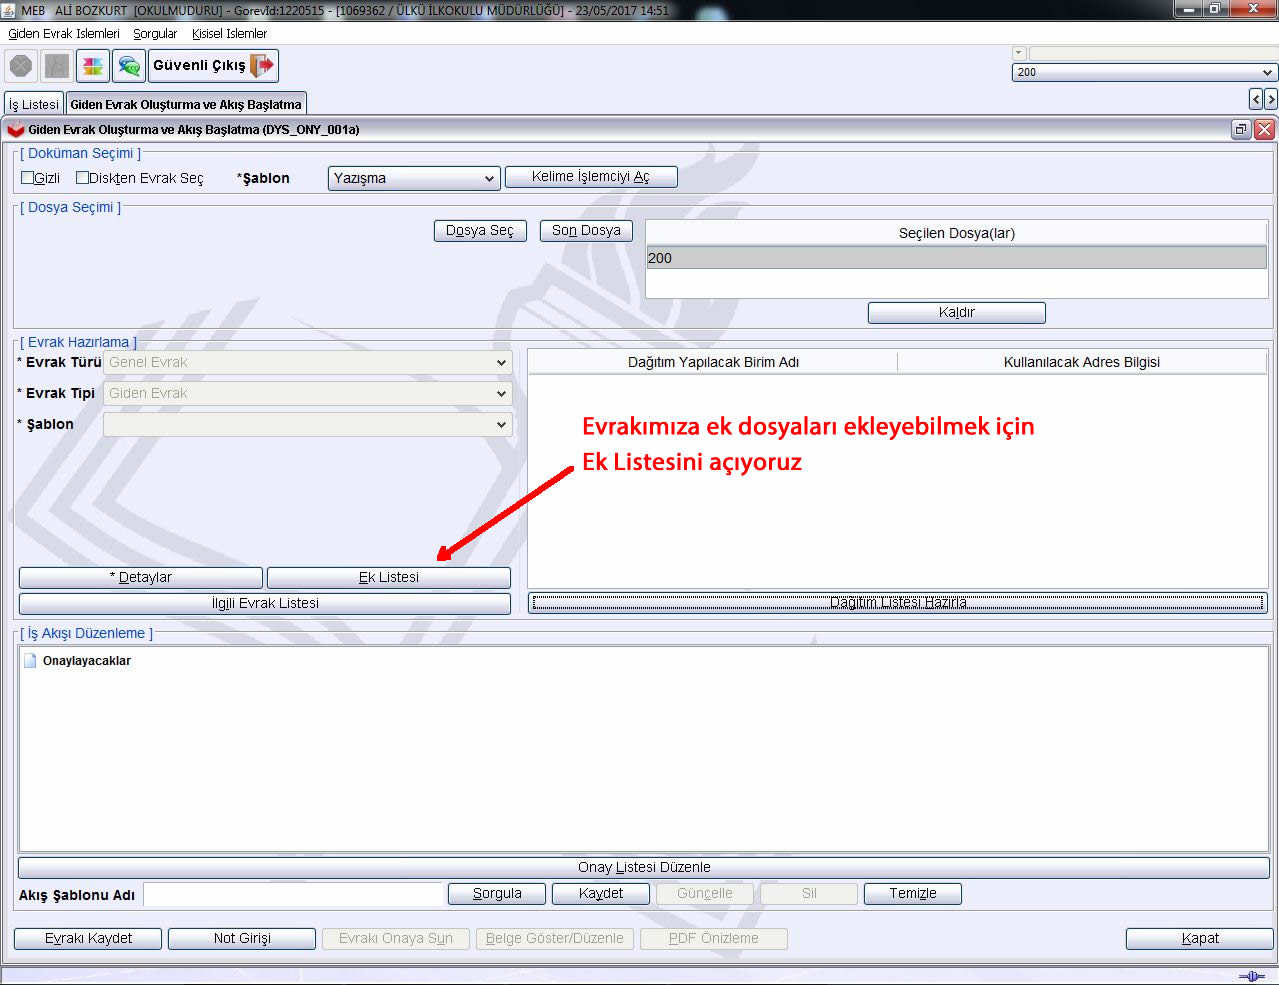 MEB ALİ BOZKURT [OKULMUDURU] - GorevId:1220515 - [1069362 / ÜLKÜ İLKOKULU MÜDÜRLÜĞÜ] - 23/05/2017 14:51
Giden Evrak Islemleri Sorgular Kisisel Islemler
Güvenli Çıkış
200
İş Listesi Giden Evrak Oluşturma ve Akış Başlatma
Giden Evrak Oluşturma ve Akış Başlatma (DYS_ONY_001a)
[ Doküman Seçimi ]
Gizli Diskten Evrak Seç *Şablon Yazışma Kelime İşlemciyi Aç
[ Dosya Seçimi ]
Dosya Seç Son Dosya Seçilen Dosya(lar)
200
Kaldır
[ Evrak Hazırlama ]
* Evrak Türü Genel Evrak Dağıtım Yapılacak Birim Adı Kullanılacak Adres Bilgisi
* Evrak Tipi Giden Evrak
* Şablon
Evrakımıza ek dosyaları ekleyebilmek için
Ek Listesini açıyoruz
* Detaylar Ek Listesi
İlgili Evrak Listesi Dağıtım Listesi Hazırla
[ İş Akışı Düzenleme ]
Onaylayacaklar
Onay Listesi Düzenle
Akış Şablonu Adı Sorgula Kaydet Güncelle Sil Temizle
Evrakı Kaydet Not Girişi Evrakı Onaya Sun Belge Göster/Düzenle PDF Önizleme Kapat